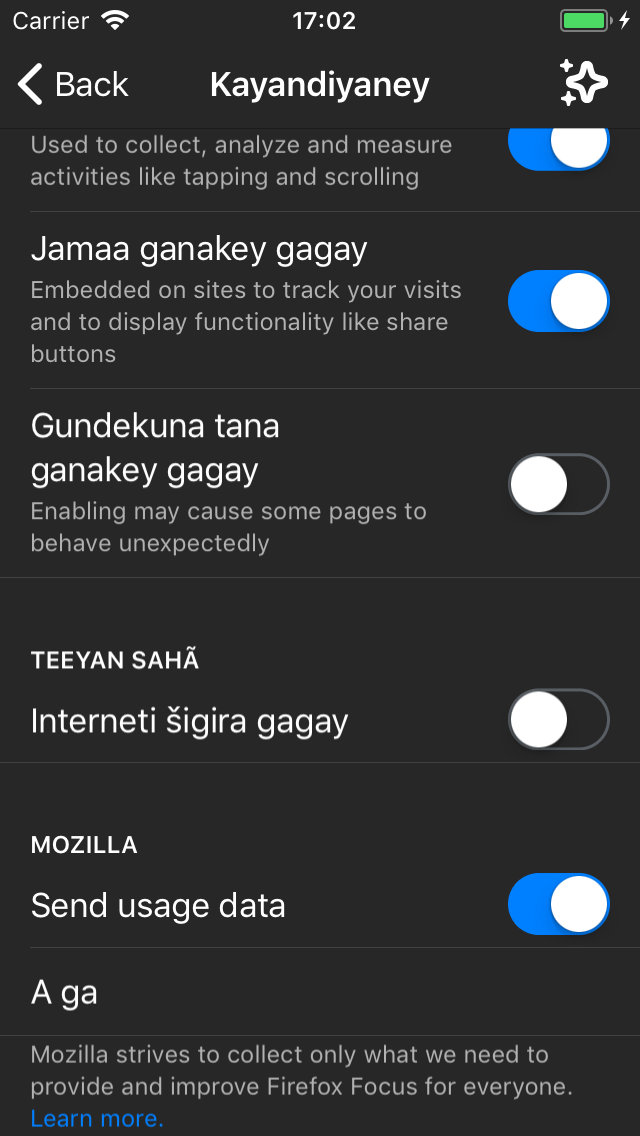 Carrier 17:02
Back Kayandiyaney
Used to collect, analyze and measure
activities like tapping and scrolling
Jamaa ganakey gagay
Embedded on sites to track your visits
and to display functionality like share
buttons
Gundekuna tana
ganakey gagay
Enabling may cause some pages to
behave unexpectedly
TEEYAN SAHÃ
Interneti šigira gagay
MOZILLA
Send usage data
A ga
Mozilla strives to collect only what we need to
provide and improve Firefox Focus for everyone.
Learn more.